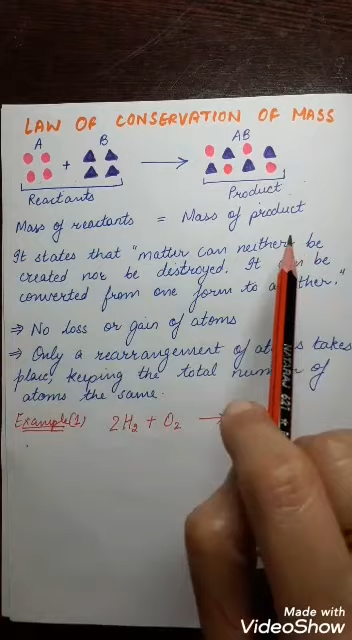 LAW OF CONSERVATION OF MASS
A B AB
+
Reactants Product
Mass of reactants = Mass of product
It states that "matter can neither be
created nor be destroyed. It be
converted from one form to
⇒ No loss or gain of atoms
⇒ Only a rearrangement of takes
place, keeping the total number of
atoms the same.
Example(1) 2H2 + O2 →
NATARAJ 621
Made with
VideoShow